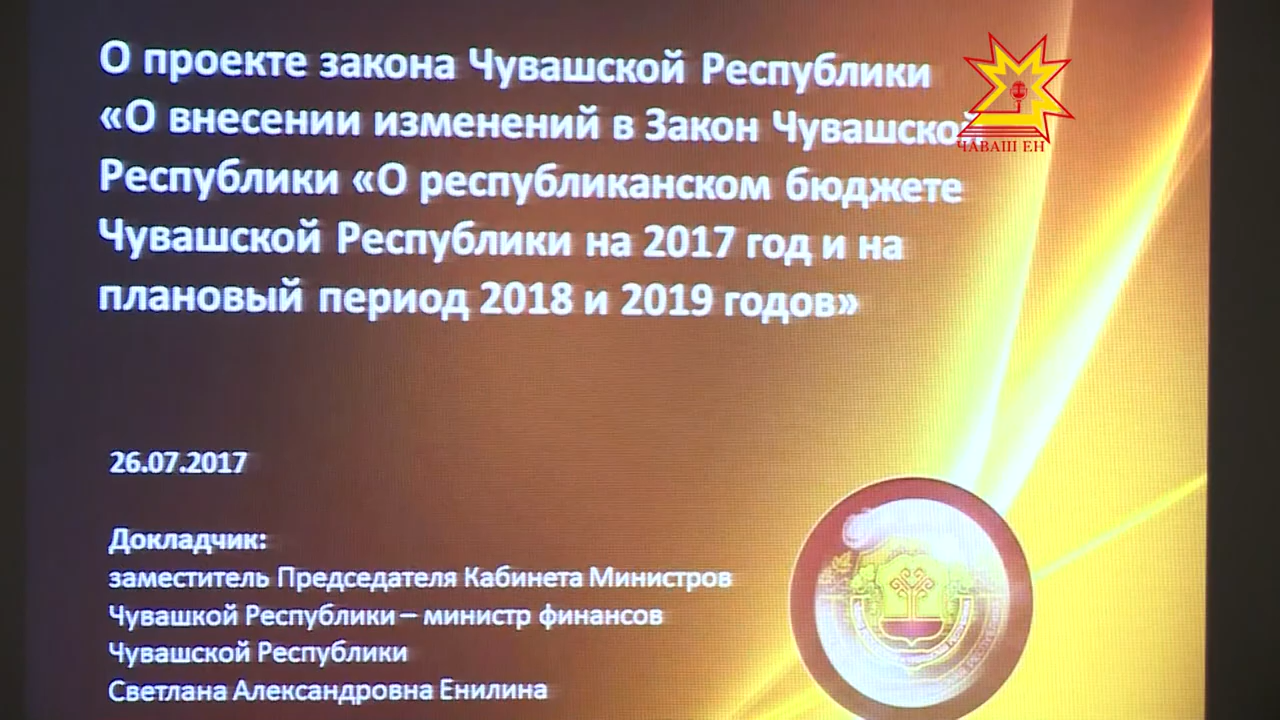 О проекте закона Чувашской Республики
«О внесении изменений в Закон Чувашской
Республики «О республиканском бюджете
Чувашской Республики на 2017 год и на
плановый период 2018 и 2019 годов»
ЧАВАШ ЕН
26.07.2017
Докладчик:
заместитель Председателя Кабинета Министров
Чувашкой Республики – министр финансов
Чувашской Республики
Светлана Александровна Енилина